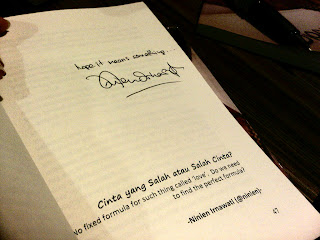 hope it means something...
Cinta yang Salah atau Salah Cinta?
No fixed formula for such thing called 'love'. Do we need
to find the perfect formula?
-Ninien Irnawati (@ninien)-
47